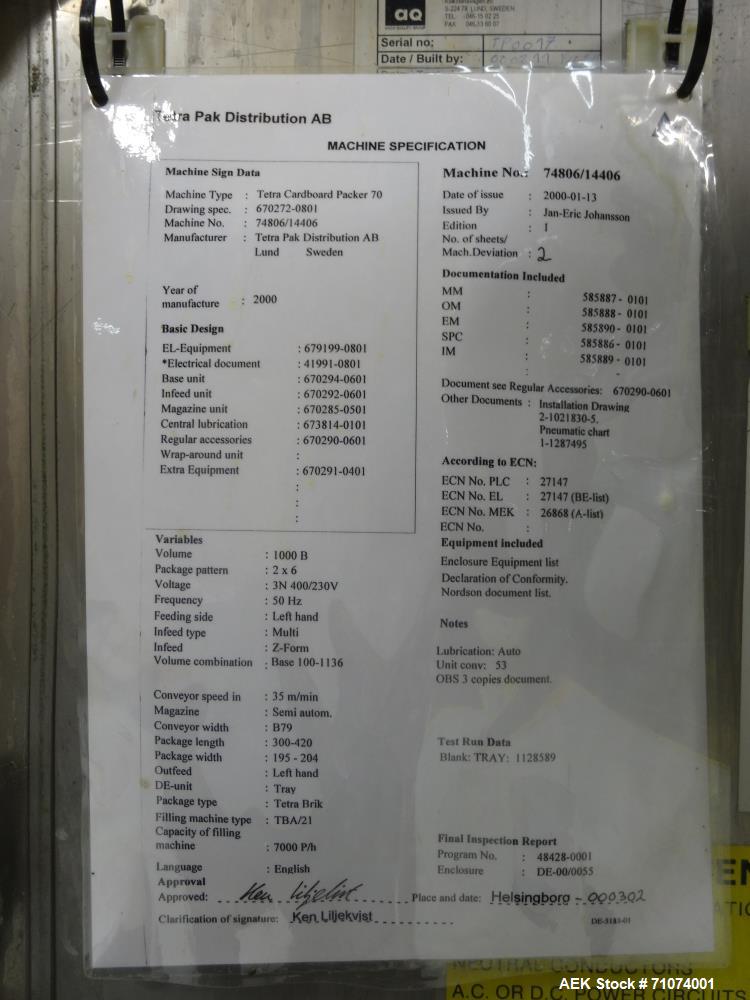 aq
S-224 78 LUND, SWEDEN
TEL.
FAX
Serial no: TP0017
Date / Built by:
Tetra Pak Distribution AB
MACHINE SPECIFICATION
Machine Sign Data
Machine Type : Tetra Cardboard Packer 70
Drawing spec. : 670272-0801
Machine No. : 74806/14406
Manufacturer : Tetra Pak Distribution AB
Lund Sweden
Year of
manufacture : 2000
Basic Design
EL-Equipment : 679199-0801
*Electrical document : 41991-0801
Base unit : 670294-0601
Infeed unit : 670292-0601
Magazine unit : 670285-0501
Central lubrication : 673814-0101
Regular accessories : 670290-0601
Wrap-around unit :
Extra Equipment : 670291-0401
:
:
:
Variables
Volume : 1000 B
Package pattern : 2 x 6
Voltage : 3N 400/230V
Frequency : 50 Hz
Feeding side : Left hand
Infeed type : Multi
Infeed : Z-Form
Volume combination : Base 100-1136
Conveyor speed in : 35 m/min
Magazine : Semi autom.
Conveyor width : B79
Package length : 300-420
Package width : 195 - 204
Outfeed : Left hand
DE-unit : Tray
Package type : Tetra Brik
Filling machine type : TBA/21
Capacity of filling
machine : 7000 P/h
Language : English
Approval
Approved: Ken Liljekvist
Clarification of signature: Ken Liljekvist
Machine No.: 74806/14406
Date of issue : 2000-01-13
Issued By : Jan-Eric Johansson
Edition : 1
No. of sheets/
Mach.Deviation : 2
Documentation Included
MM : 585887 - 0101
OM : 585888 - 0101
EM : 585890 - 0101
SPC : 585886 - 0101
IM : 585889 - 0101
: -
Document see Regular Accessories: 670290-0601
Other Documents : Installation Drawing
2-1021830-5.
Pneumatic chart
1-1287495
According to ECN:
ECN No. PLC : 27147
ECN No. EL : 27147 (BE-list)
ECN No. MEK : 26868 (A-list)
ECN No. :
Equipment included
Enclosure Equipment list
Declaration of Conformity.
Nordson document list.
Notes
Lubrication: Auto
Unit conv: 53
OBS 3 copies document.
Test Run Data
Blank: TRAY: 1128589
Final Inspection Report
Program No. : 48428-0001
Enclosure : DE-00/0055
Place and date: Helsingborg - 000302
DE-5183-01
NEUTRAL CONDUCTORS
A.C. OR D.C. POWER CIRCUITS
AEK Stock # 71074001